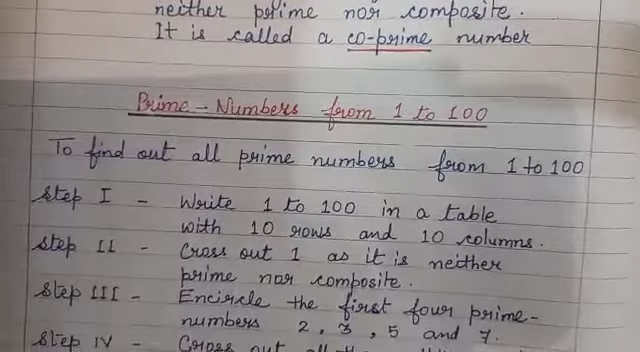 neither prime nor composite.
It is called a co-prime number
Prime - Numbers from 1 to 100
To find out all prime numbers from 1 to 100
Step I - Write 1 to 100 in a table
with 10 rows and 10 columns.
Step II - Cross out 1 as it is neither
prime nor composite.
Step III - Encircle the first four prime-
numbers 2, 3, 5 and 7.
Step IV - Cross out all